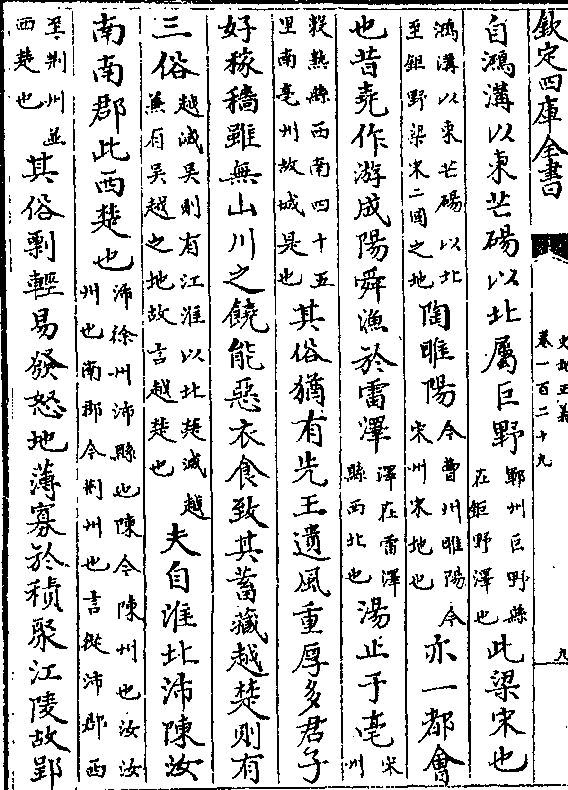 欽定四庫全書
史記正義
卷一百二十九
九
自鴻溝以東芒碭以北屬巨野鄆州巨野縣在鉅野澤也此梁宋也
鴻溝以東芒碭以北至鉅野梁宋二國之地陶睢陽今曹州睢陽今宋州宋地也亦一都會
也昔堯作游成陽舜漁於雷澤澤在雷澤縣西北也湯止于亳宋州
穀熟縣西南四十五里南亳州故城是也其俗猶有先王遺風重厚多君子
好稼穡雖無山川之饒能惡衣食致其蓄藏越楚則有
三俗越滅吳則有江淮以北楚滅越兼有吳越之地故言越楚也夫自淮北沛陳汝
南南郡此西楚也沛徐州沛縣也陳今陳州也汝汝州也南郡今荆州也言從沛郡西
至荆州並西楚也其俗剽輕易發怒地薄寡於積聚江陵故郢